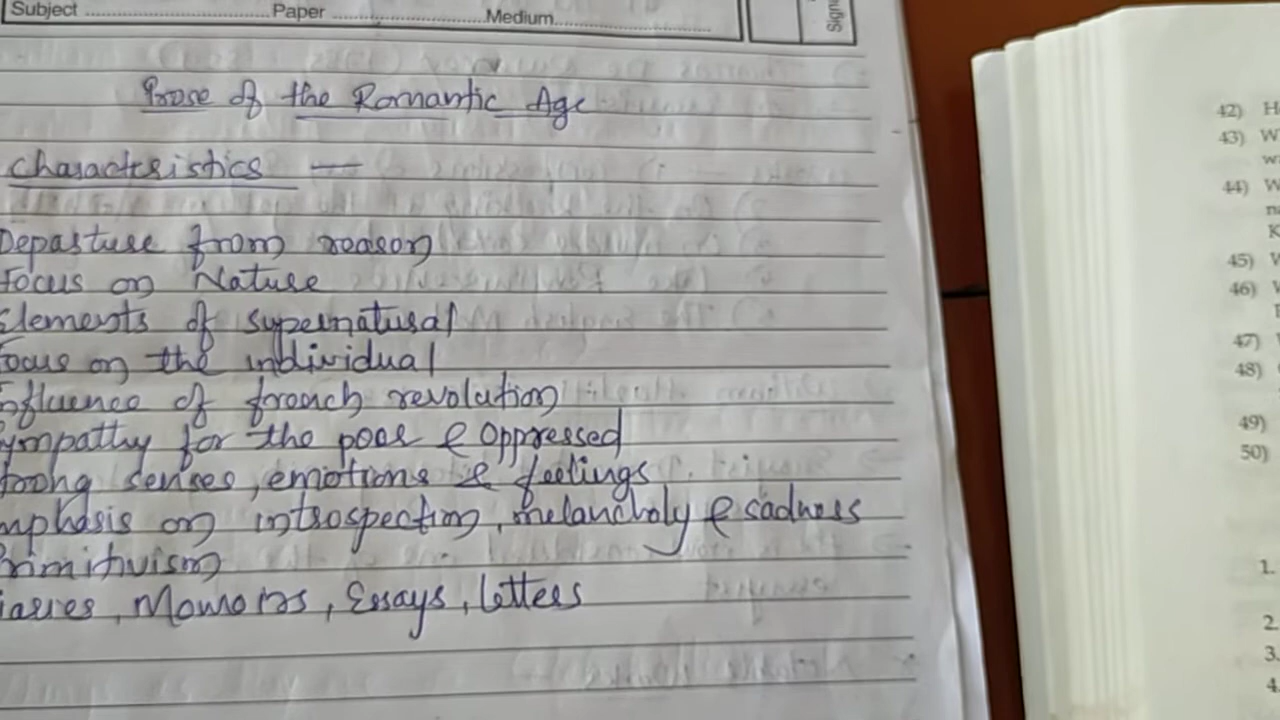 Subject ........................................Paper ................................Medium...................................
Sign
Prose of the Romantic Age
Characteristics —
Departure from reason
Focus on Nature
Elements of supernatural
Focus on the individual
nfluence of french revolution
ympathy for the poor & oppressed
trong senses, emotions & feelings
mphasis on introspection, melancholy & sadness
rimitivism
iaries, Memoirs, Essays, letters
42) H
43) W
w
44) W
n
K
45) W
46) W
47)
48)
49)
50)
1.
2.
3.
4.